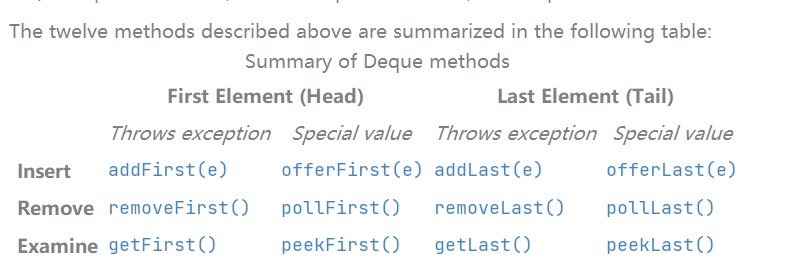 The twelve methods described above are summarized in the following table:
Summary of Deque methods
First Element (Head) Last Element (Tail)
Throws exception Special value Throws exception Special value
Insert addFirst(e) offerFirst(e) addLast(e) offerLast(e)
Remove removeFirst() pollFirst() removeLast() pollLast()
Examine getFirst() peekFirst() getLast() peekLast()